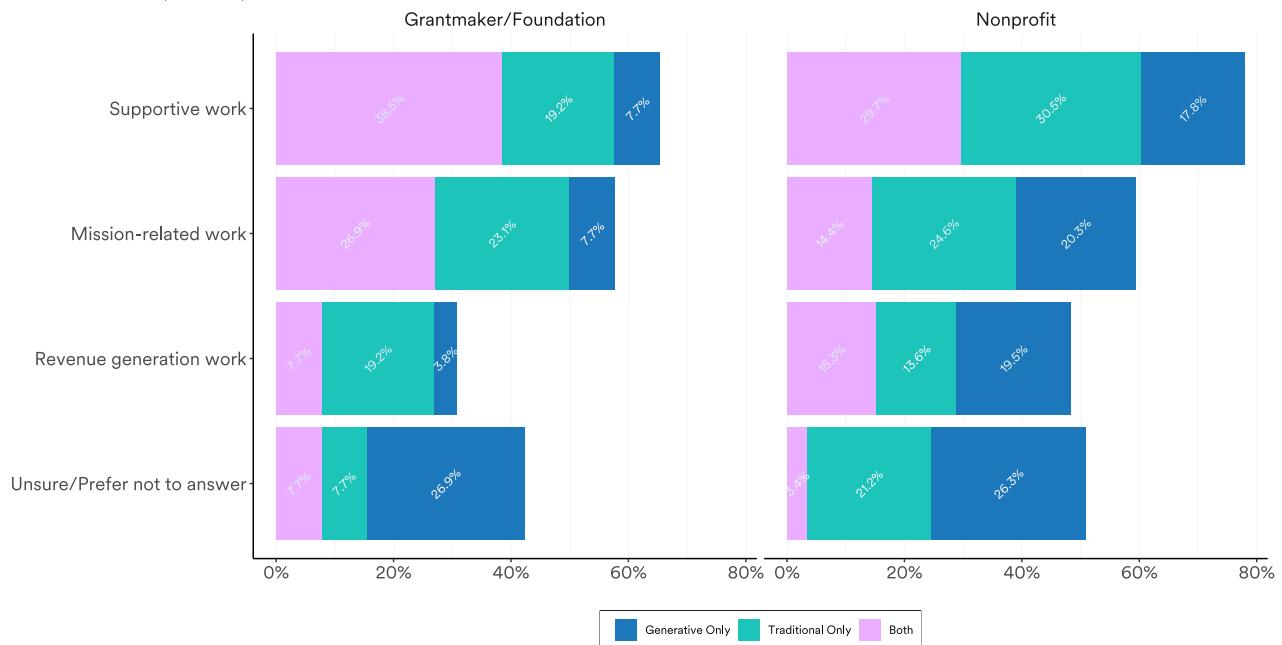 Grantmaker/Foundation Nonprofit
Supportive work 38.5% 19.2% 7.7% 29.7% 30.5% 17.8%
Mission-related work 26.9% 23.1% 7.7% 14.4% 24.6% 20.3%
Revenue generation work 7.7% 19.2% 3.8% 15.3% 13.6% 19.5%
Unsure/Prefer not to answer 7.7% 7.7% 26.9% 3.4% 21.2% 26.3%
0% 20% 40% 60% 80% 0% 20% 40% 60% 80%
Generative Only Traditional Only Both